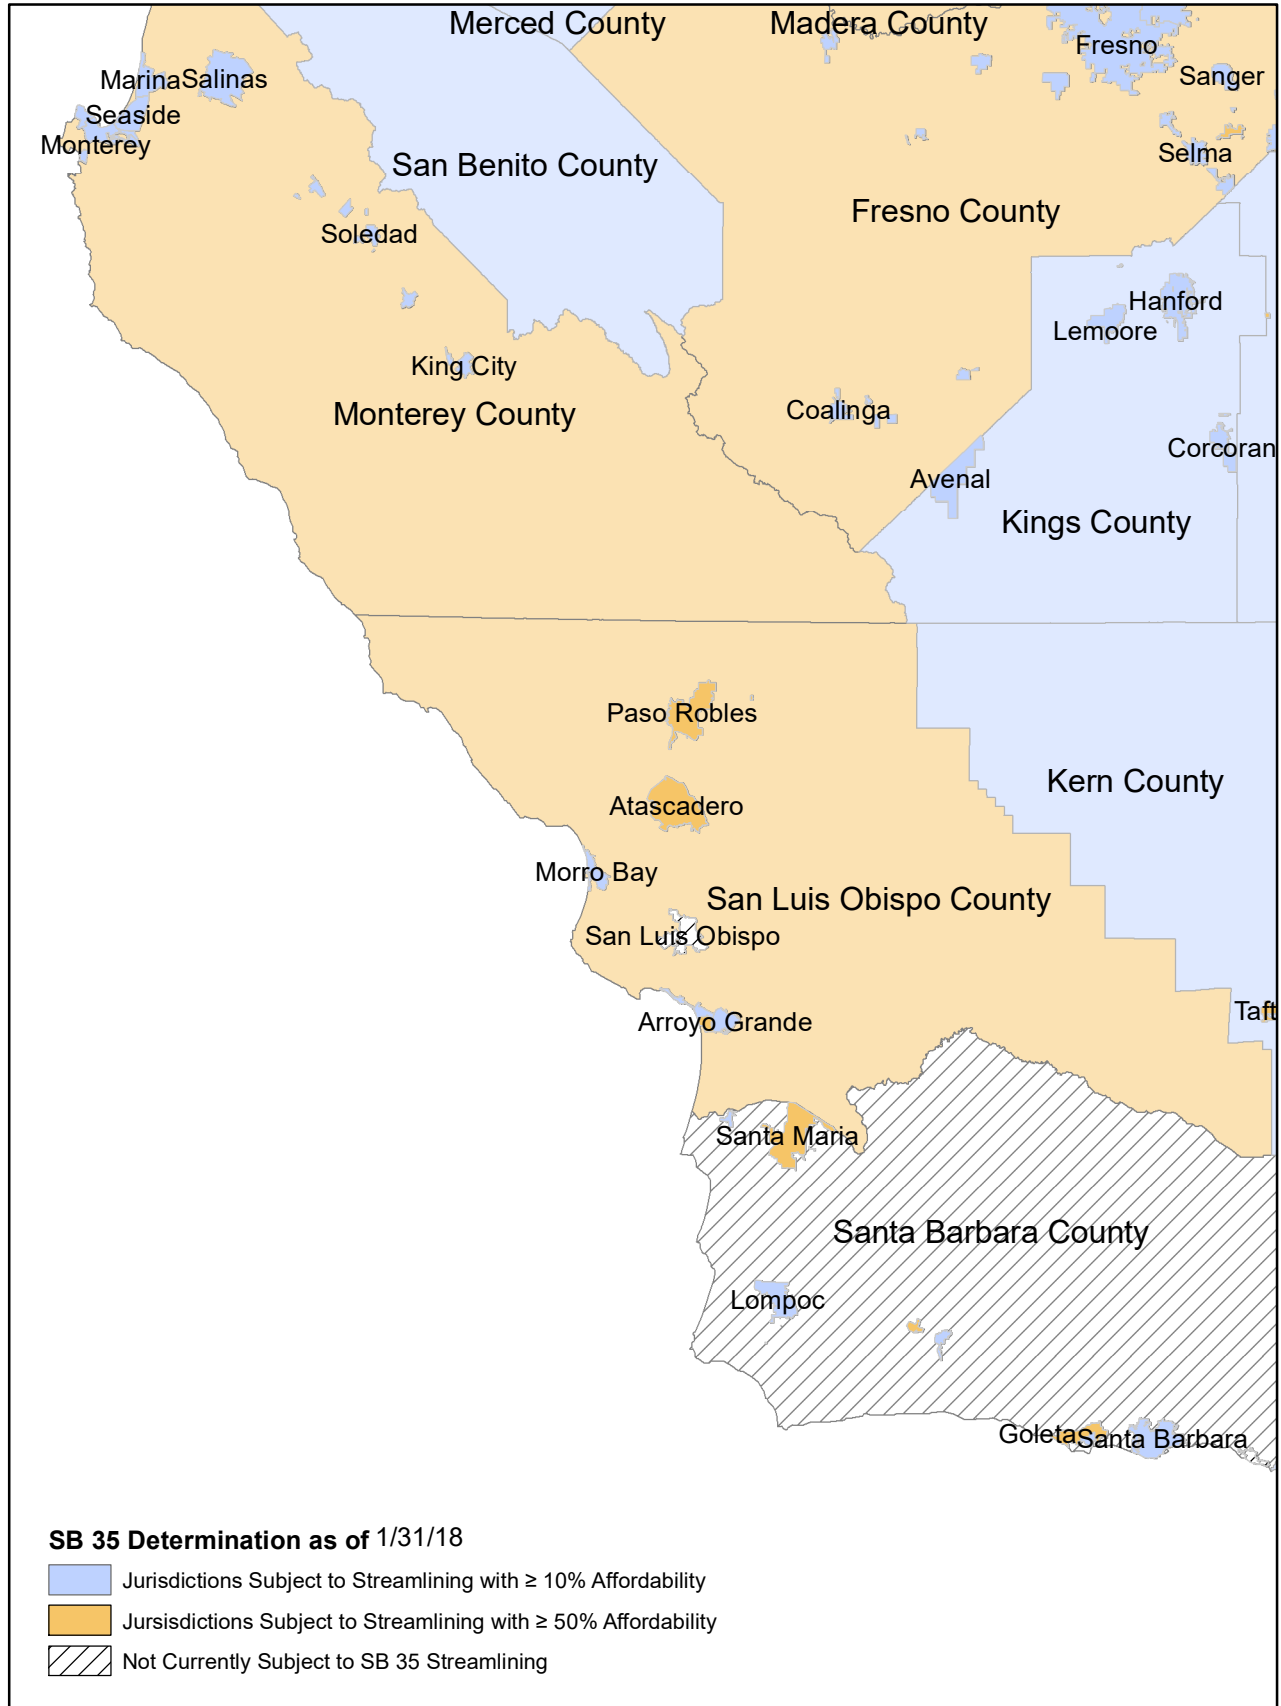 Merced County
Madera County
Fresno
Marina
Salinas
Sanger
Seaside
Monterey
Selma
San Benito County
Fresno County
Soledad
Hanford
Lemoore
King City
Coalinga
Monterey County
Corcoran
Avenal
Kings County
Paso Robles
Kern County
Atascadero
Morro Bay
San Luis Obispo County
San Luis Obispo
Taft
Arroyo Grande
Santa Maria
Santa Barbara County
Lompoc
Goleta
Santa Barbara
SB 35 Determination as of 1/31/18
Jurisdictions Subject to Streamlining with ≥ 10% Affordability
Jursisdictions Subject to Streamlining with ≥ 50% Affordability
Not Currently Subject to SB 35 Streamlining